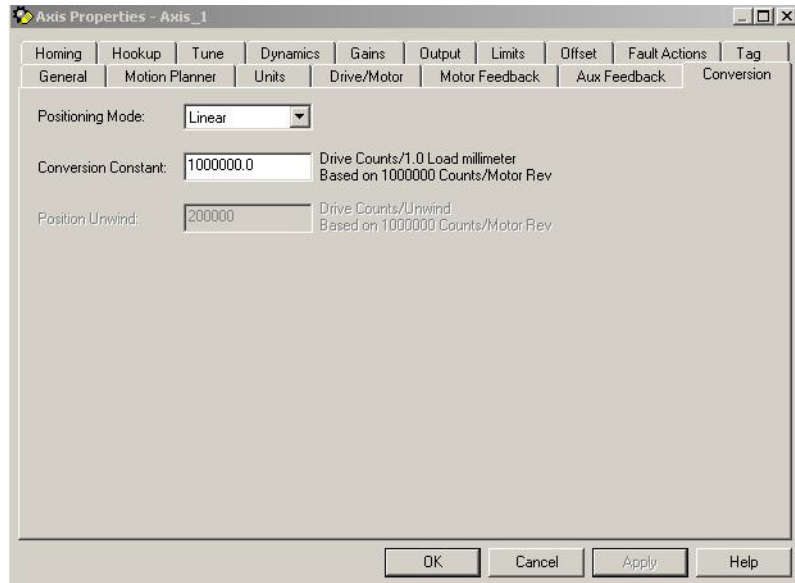 Axis Properties - Axis_1
Homing Hookup Tune Dynamics Gains Output Limits Offset Fault Actions Tag
General Motion Planner Units Drive/Motor Motor Feedback Aux Feedback Conversion
Positioning Mode: Linear
Conversion Constant: 1000000.0 Drive Counts/1.0 Load millimeter
Based on 1000000 Counts/Motor Rev
Position Unwind: 200000 Drive Counts/Unwind
Based on 1000000 Counts/Motor Rev
OK Cancel Apply Help